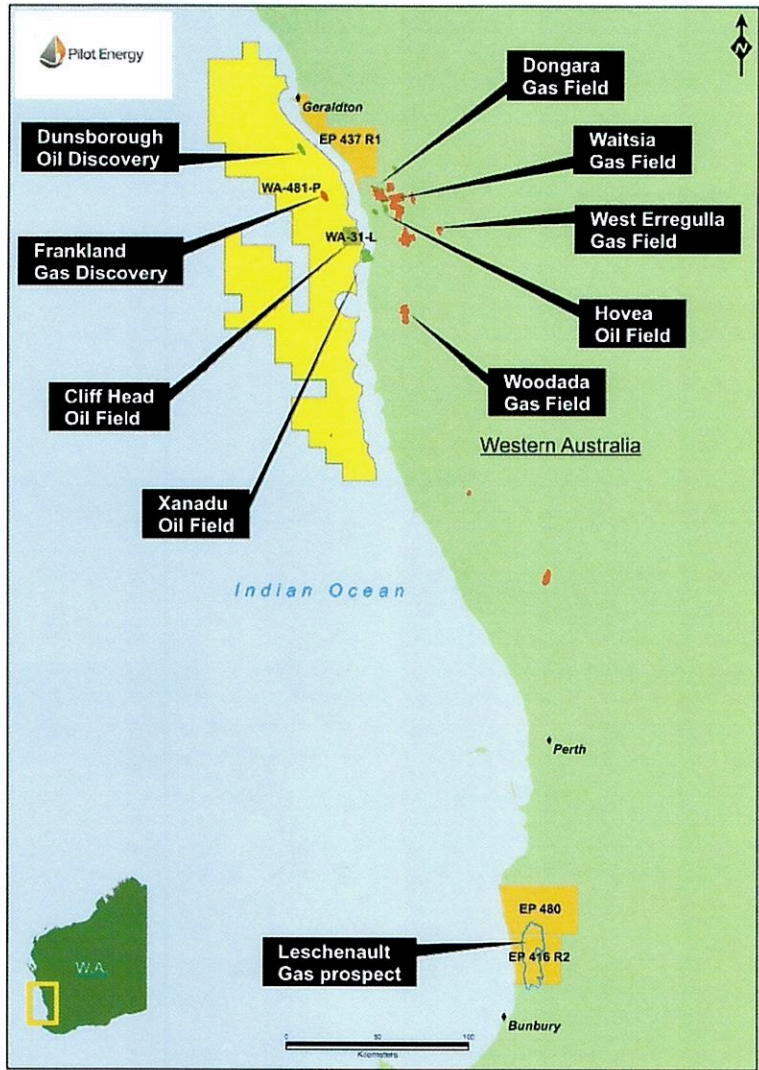 Pilot Energy
N
Geraldton
EP 437 R1
Dongara
Gas Field
Dunsborough
Oil Discovery
Waitsia
Gas Field
WA-481-P
West Erregulla
Gas Field
Frankland
Gas Discovery
WA-31-L
Hovea
Oil Field
Cliff Head
Oil Field
Woodada
Gas Field
Western Australia
Xanadu
Oil Field
Indian Ocean
Perth
EP 480
Leschenault
Gas prospect
EP 416 R2
W.A.
Bunbury
0 50 100
Kilometers